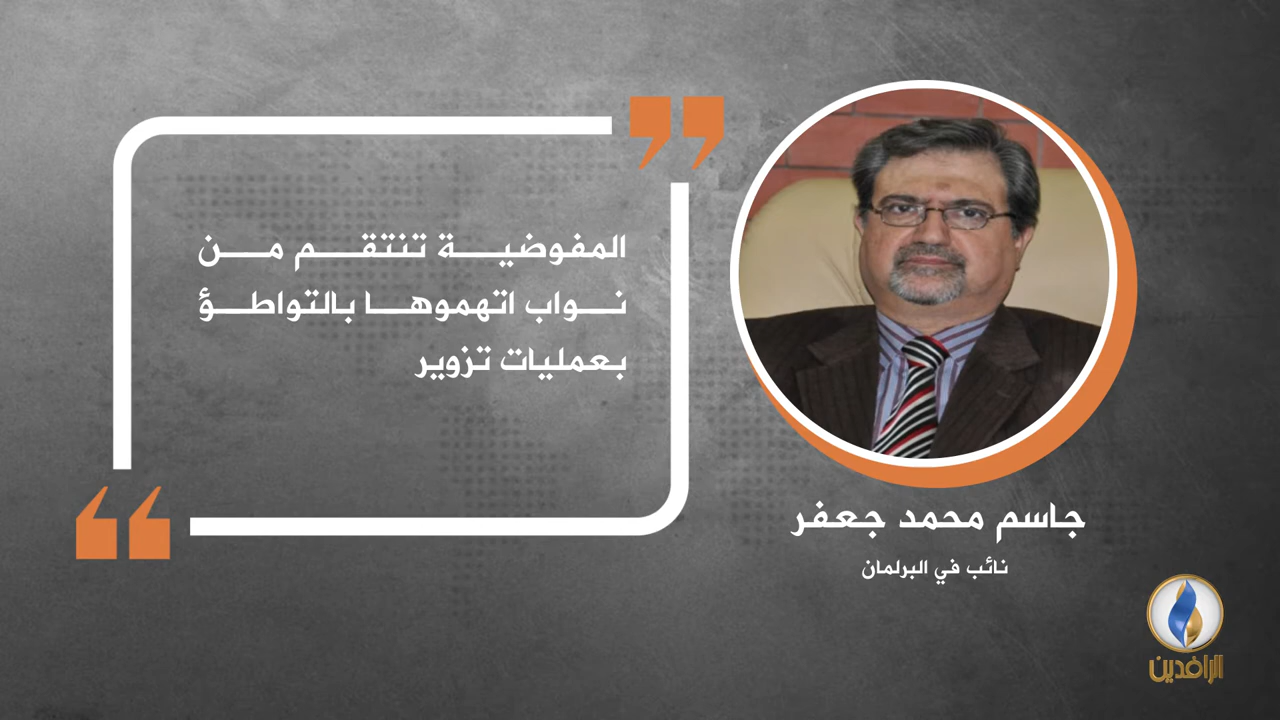 المفوضية تنتقم من
نواب اتهموها بالتواطؤ
بعمليات تزوير
جاسم محمد جعفر
نائب في البرلمان
الرافدين